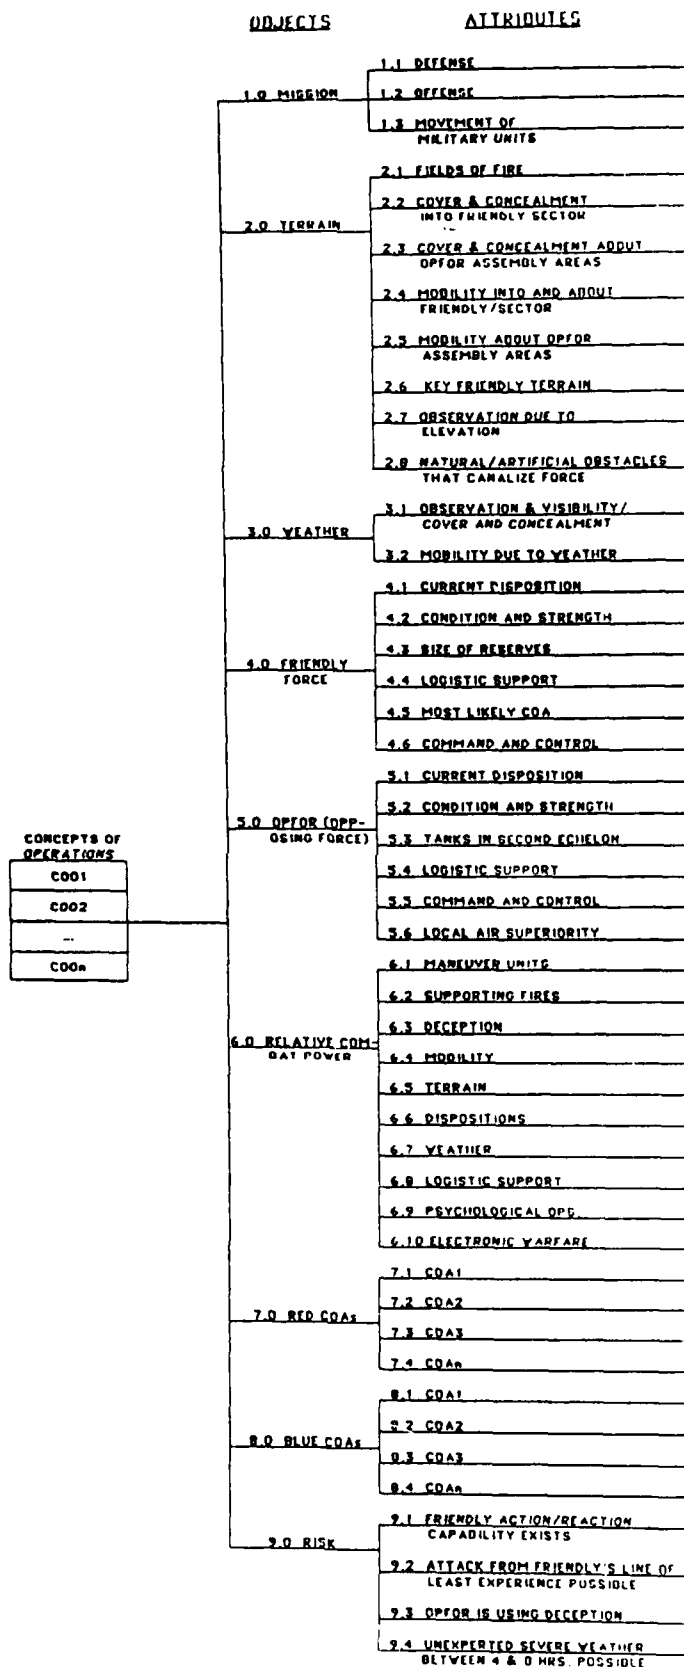 OBJECTS
ATTRIBUTES
1.0 MISSION
1.1 DEFENSE
1.2 OFFENSE
1.3 MOVEMENT OF
MILITARY UNITS
2.0 TERRAIN
2.1 FIELDS OF FIRE
2.2 COVER & CONCEALMENT
INTO FRIENDLY SECTOR
2.3 COVER & CONCEALMENT ABOUT
OPFOR ASSEMBLY AREAS
2.4 MOBILITY INTO AND ABOUT
FRIENDLY/SECTOR
2.5 MOBILITY ABOUT OPFOR
ASSEMBLY AREAS
2.6 KEY FRIENDLY TERRAIN
2.7 OBSERVATION DUE TO
ELEVATION
2.8 NATURAL/ARTIFICIAL OBSTACLES
THAT CANALIZE FORCE
3.0 WEATHER
3.1 OBSERVATION & VISIBILITY/
COVER AND CONCEALMENT
3.2 MOBILITY DUE TO WEATHER
4.0 FRIENDLY
FORCE
4.1 CURRENT DISPOSITION
4.2 CONDITION AND STRENGTH
4.3 SIZE OF RESERVES
4.4 LOGISTIC SUPPORT
4.5 MOST LIKELY COA
4.6 COMMAND AND CONTROL
5.0 OPFOR (OPP-
OSING FORCE)
5.1 CURRENT DISPOSITION
5.2 CONDITION AND STRENGTH
5.3 TANKS IN SECOND ECHELON
5.4 LOGISTIC SUPPORT
5.5 COMMAND AND CONTROL
5.6 LOCAL AIR SUPERIORITY
CONCEPTS OF
OPERATIONS
COO1
COO2
...
COOn
6.0 RELATIVE COM-
BAT POWER
6.1 MANEUVER UNITS
6.2 SUPPORTING FIRES
6.3 DECEPTION
6.4 MOBILITY
6.5 TERRAIN
6.6 DISPOSITIONS
6.7 WEATHER
6.8 LOGISTIC SUPPORT
6.9 PSYCHOLOGICAL OPS.
6.10 ELECTRONIC WARFARE
7.0 RED COAs
7.1 COA1
7.2 COA2
7.3 COA3
7.4 COAn
8.0 BLUE COAs
8.1 COA1
8.2 COA2
8.3 COA3
8.4 COAn
9.0 RISK
9.1 FRIENDLY ACTION/REACTION
CAPABILITY EXISTS
9.2 ATTACK FROM FRIENDLY'S LINE OF
LEAST EXPERIENCE POSSIBLE
9.3 OPFOR IS USING DECEPTION
9.4 UNEXPERTED SEVERE WEATHER
BETWEEN 4 & 8 HRS. POSSIBLE